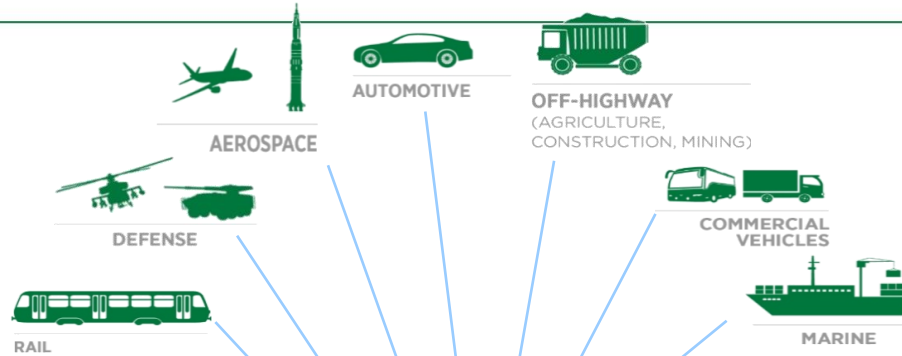 AUTOMOTIVE
OFF-HIGHWAY
(AGRICULTURE,
CONSTRUCTION, MINING)
AEROSPACE
COMMERCIAL
VEHICLES
DEFENSE
MARINE
RAIL